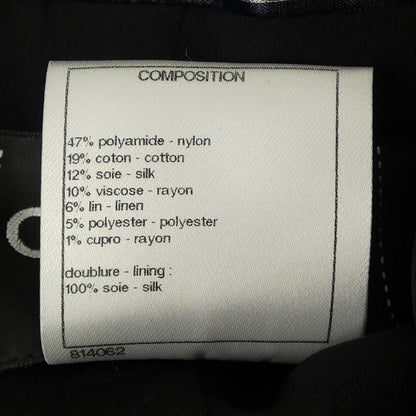 COMPOSITION
47% polyamide - nylon
19% coton - cotton
12% soie - silk
10% viscose - rayon
6% lin - linen
5% polyester - polyester
1% cupro - rayon
doublure - lining :
100% soie - silk
814062